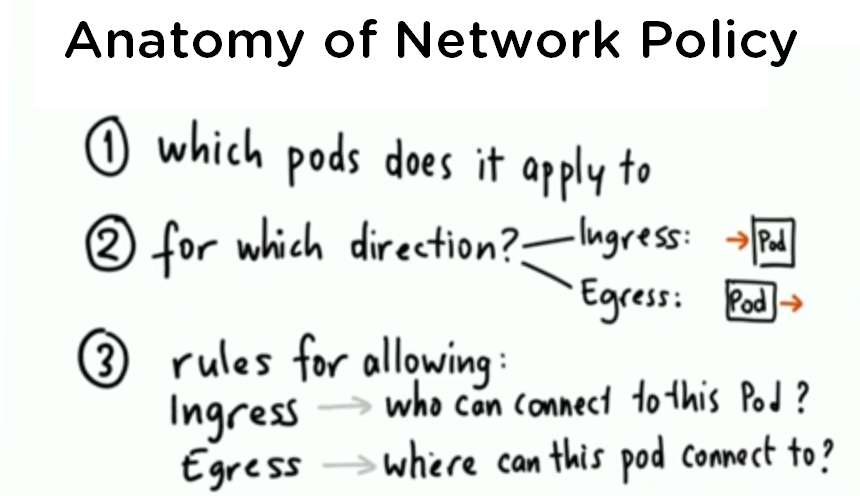 Anatomy of Network Policy
① which pods does it apply to
② for which direction? Ingress: → Pod
Egress: Pod →
③ rules for allowing:
Ingress → who can connect to this Pod?
Egress → where can this pod connect to?